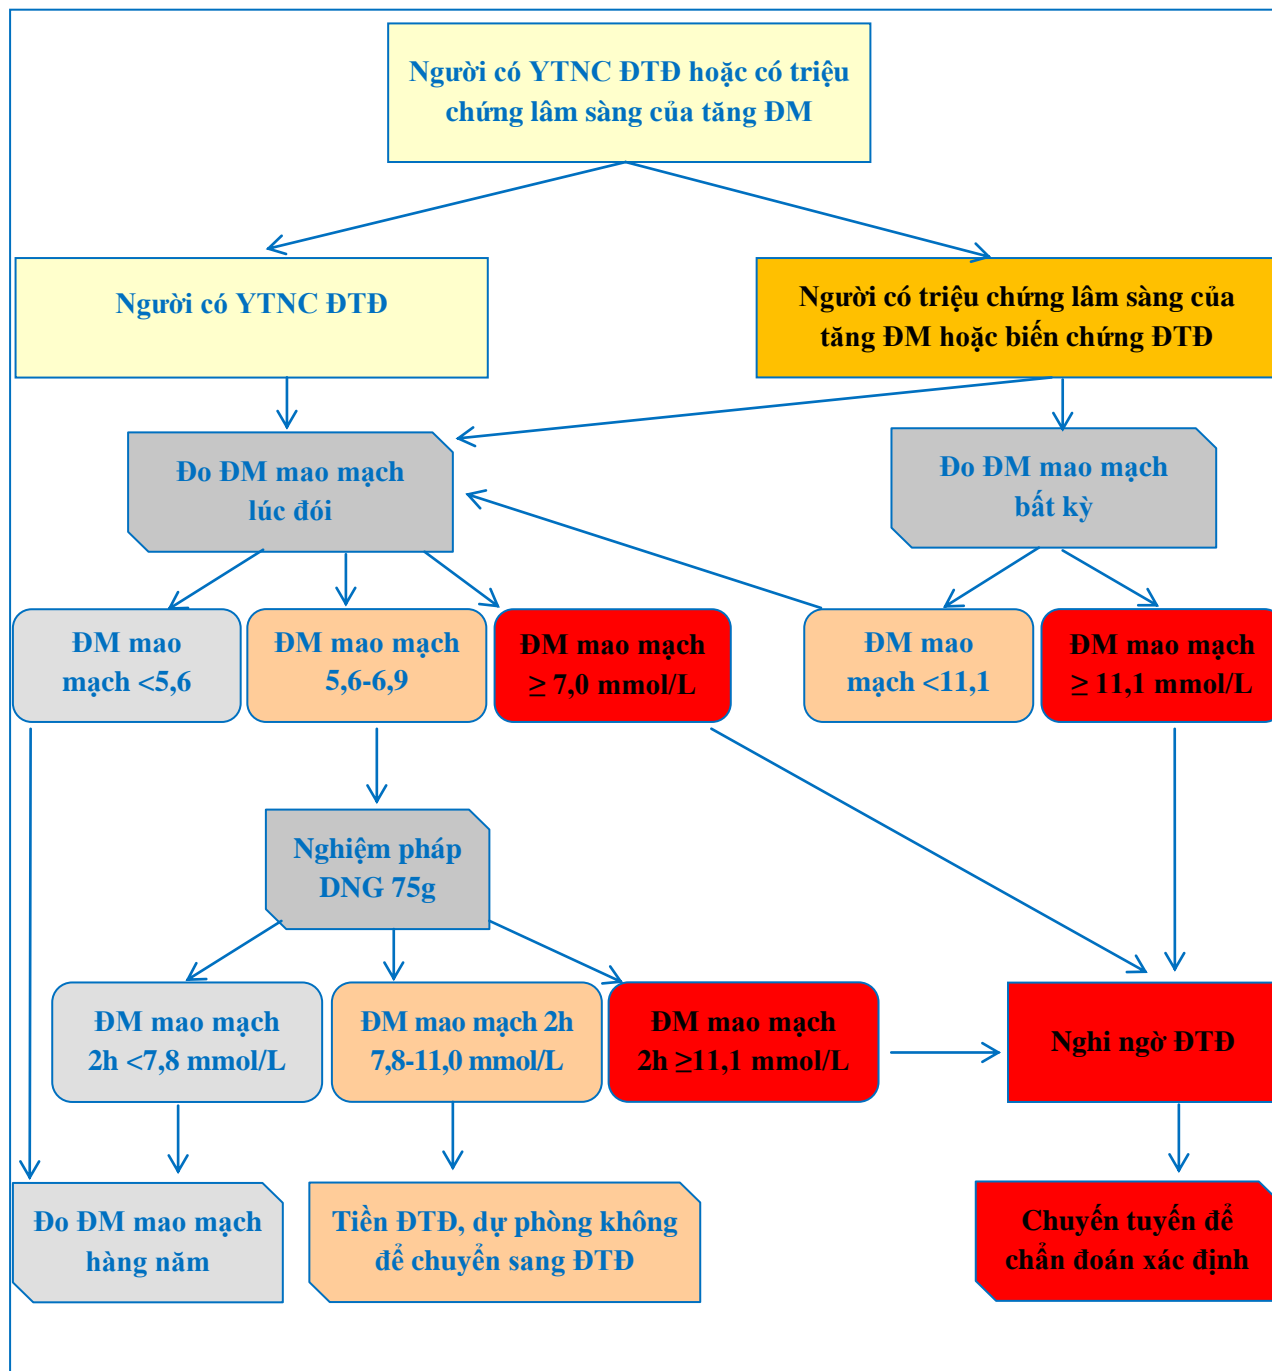 Người có YTNC ĐTĐ hoặc có triệu
chứng lâm sàng của tăng ĐM
Người có YTNC ĐTĐ
Người có triệu chứng lâm sàng của
tăng ĐM hoặc biến chứng ĐTĐ
Đo ĐM mao mạch
lúc đói
Đo ĐM mao mạch
bất kỳ
ĐM mao
mạch <5,6
ĐM mao mạch
5,6-6,9
ĐM mao mạch
≥ 7,0 mmol/L
ĐM mao
mạch <11,1
ĐM mao mạch
≥ 11,1 mmol/L
Nghiệm pháp
DNG 75g
ĐM mao mạch
2h <7,8 mmol/L
ĐM mao mạch 2h
7,8-11,0 mmol/L
ĐM mao mạch
2h ≥11,1 mmol/L
Nghi ngờ ĐTĐ
Đo ĐM mao mạch
hàng năm
Tiền ĐTĐ, dự phòng không
để chuyển sang ĐTĐ
Chuyến tuyến để
chẩn đoán xác định